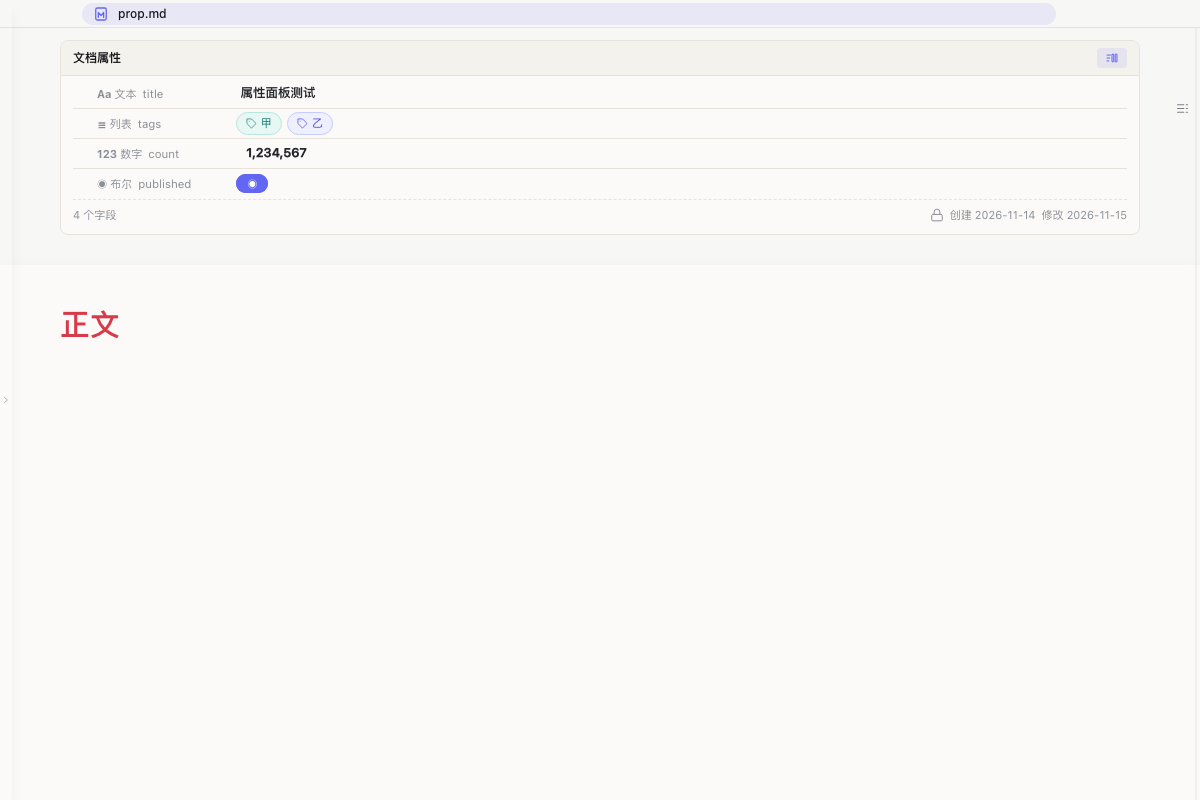 prop.md
文档属性
Aa 文本 title 属性面板测试
列表 tags 甲 乙
123 数字 count 1,234,567
布尔 published
4 个字段 创建 2026-11-14 修改 2026-11-15
正文